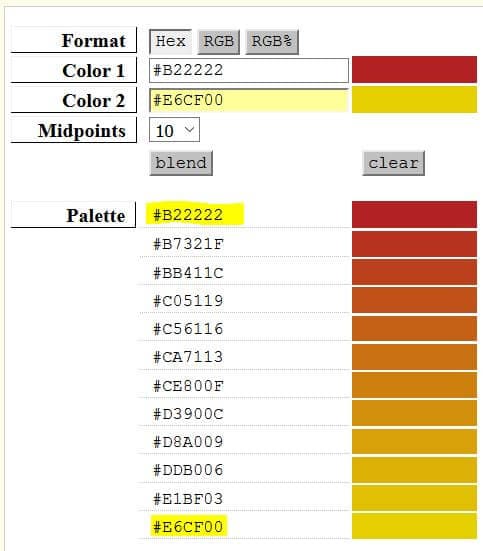 Format Hex RGB RGB%
Color 1 #B22222
Color 2 #E6CF00
Midpoints 10
blend clear
Palette #B22222
#B7321F
#BB411C
#C05119
#C56116
#CA7113
#CE800F
#D3900C
#D8A009
#DDB006
#E1BF03
#E6CF00